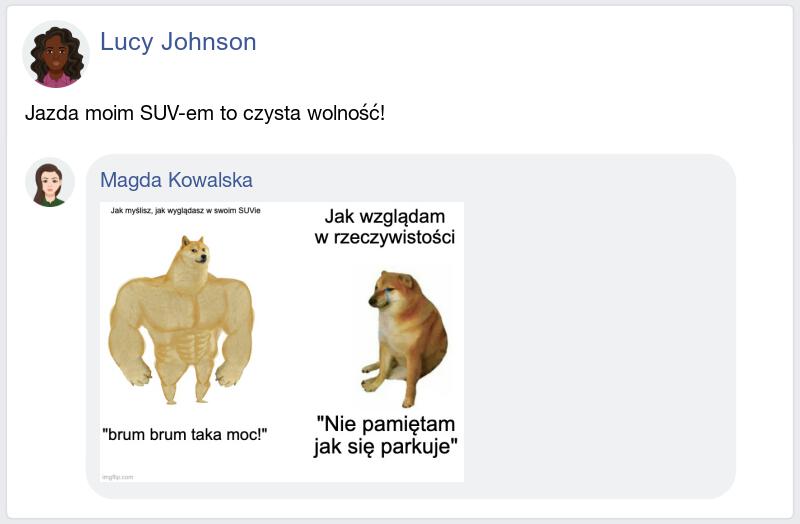 Lucy Johnson
Jazda moim SUV-em to czysta wolność!
Magda Kowalska
Jak myślisz, jak wyglądasz w swoim SUVie
"brum brum taka moc!"
Jak wzglądam
w rzeczywistości
"Nie pamiętam
jak się parkuje"
imgflip.com